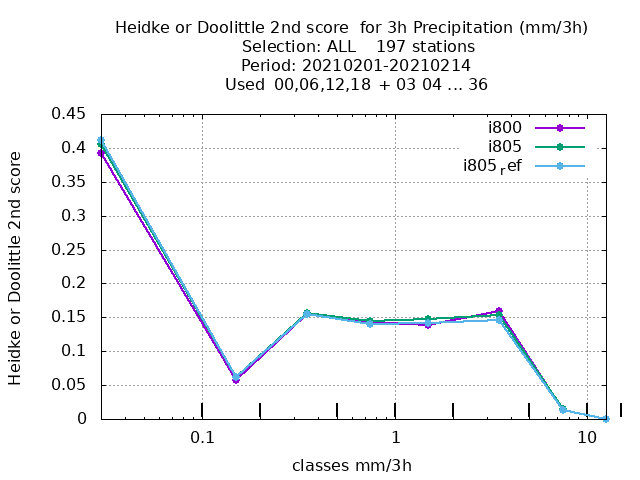 Heidke or Doolittle 2nd score  for 3h Precipitation (mm/3h)
Selection: ALL    197 stations
Period: 20210201-20210214
Used  00,06,12,18  + 03 04 ... 36
Heidke or Doolittle 2nd score
0.45
0.4
0.35
0.3
0.25
0.2
0.15
0.1
0.05
0
i800
i805
i805ref
0.1
1
10
classes mm/3h